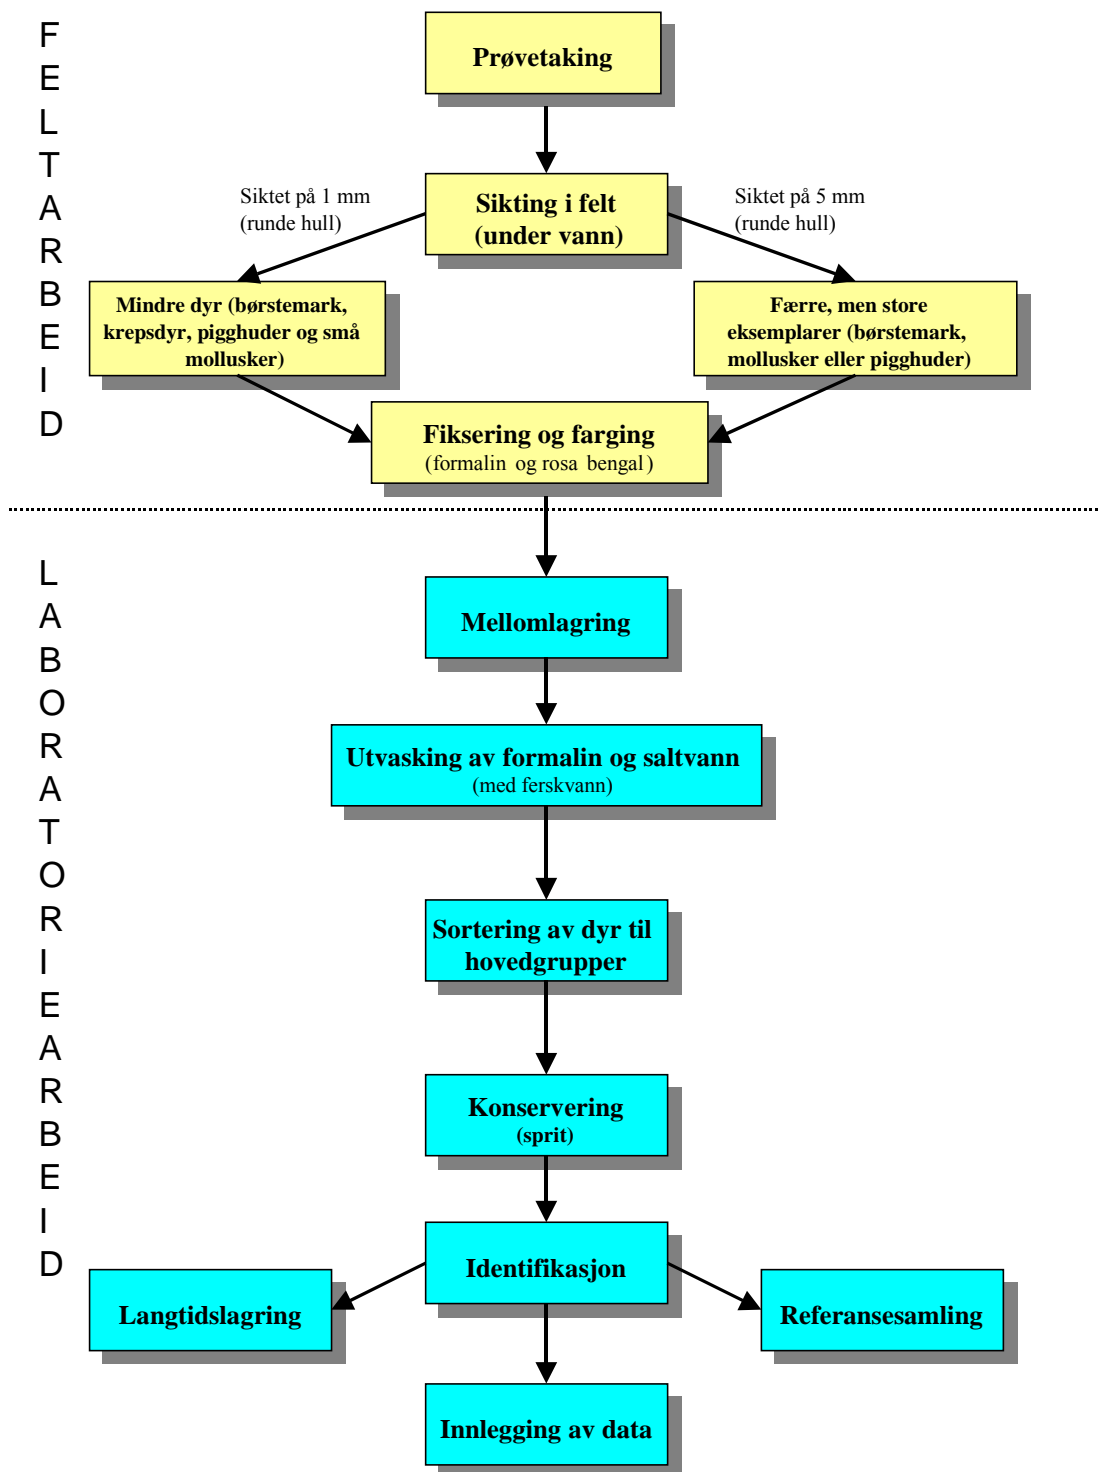 FELTARBEID
Prøvetaking
Siktet på 1 mm
(runde hull)
Sikting i felt
(under vann)
Siktet på 5 mm
(runde hull)
Mindre dyr (børstemark,
krepsdyr, pigghuder og små
mollusker)
Færre, men store
eksemplarer (børstemark,
mollusker eller pigghuder)
Fiksering og farging
(formalin og rosa bengal)
LABORATORIEARBEID
Mellomlagring
Utvasking av formalin og saltvann
(med ferskvann)
Sortering av dyr til
hovedgrupper
Konservering
(sprit)
Identifikasjon
Langtidslagring
Referansesamling
Innlegging av data